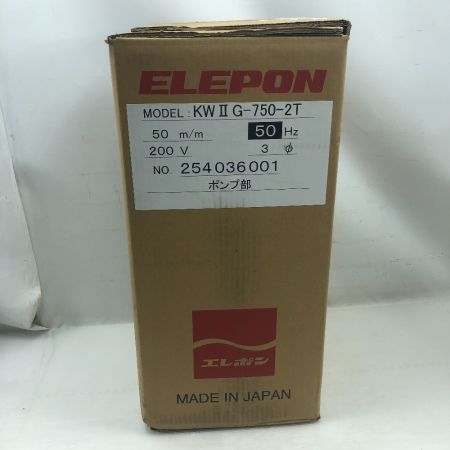 ELEPON
MODEL: KWⅡG-750-2T
50 m/m 50 Hz
200 V 3 φ
NO. 254036001
ポンプ部
エレポン
MADE IN JAPAN